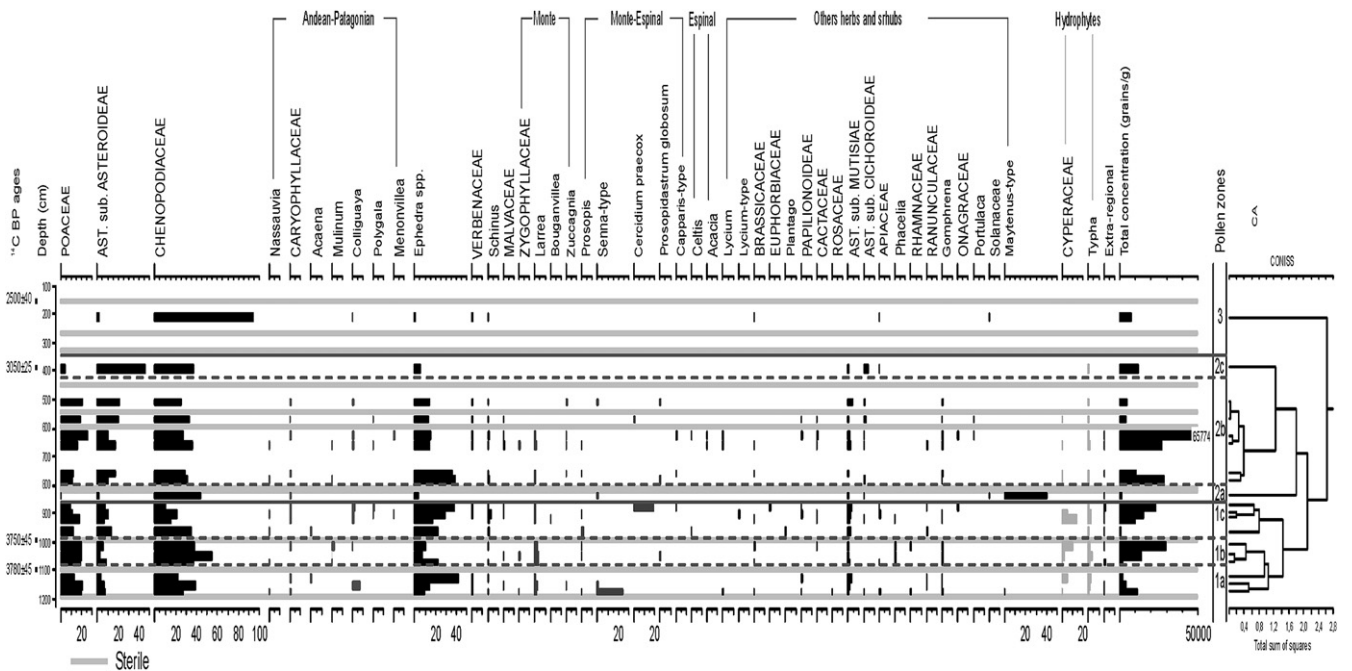 Andean-Patagonian
Monte
Monte-Espinal
Espinal
Others herbs and srhubs
Hydrophytes
¹⁴C BP ages
Depth (cm)
POACEAE
AST. sub. ASTEROIDEAE
CHENOPODIACEAE
Nassauvia
CARYOPHYLLACEAE
Acaena
Mulinum
Colliguaya
Polygala
Menonvillea
Ephedra spp.
VERBENACEAE
Schinus
MALVACEAE
ZYGOPHYLLACEAE
Larrea
Bouganvillea
Zuccagnia
Prosopis
Senna-type
Cercidium praecox
Prosopidastrum globosum
Capparis-type
Celtis
Acacia
Lycium
Lycium-type
BRASSICACEAE
EUPHORBIACEAE
Plantago
PAPILIONOIDEAE
CACTACEAE
ROSACEAE
AST. sub. MUTISIAE
AST. sub. CICHOROIDEAE
APIACEAE
Phacelia
RHAMNACEAE
RANUNCULACEAE
Gomphrena
ONAGRACEAE
Portulaca
Solanaceae
Maytenus-type
CYPERACEAE
Typha
Extra-regional
Total concentration (grains/g)
Pollen zones
CA
CONISS
2500±40
3050±25
3750±45
3780±45
100
200
300
400
500
600
700
800
900
1000
1100
1200
65774
3
2c
2b
2a
1c
1b
1a
20 20 40 20 40 60 80 100 20 40 20 20 20 40 20 50000
0,4 0,8 1,2 1,6 2,0 2,6 2,8
Total sum of squares
Sterile